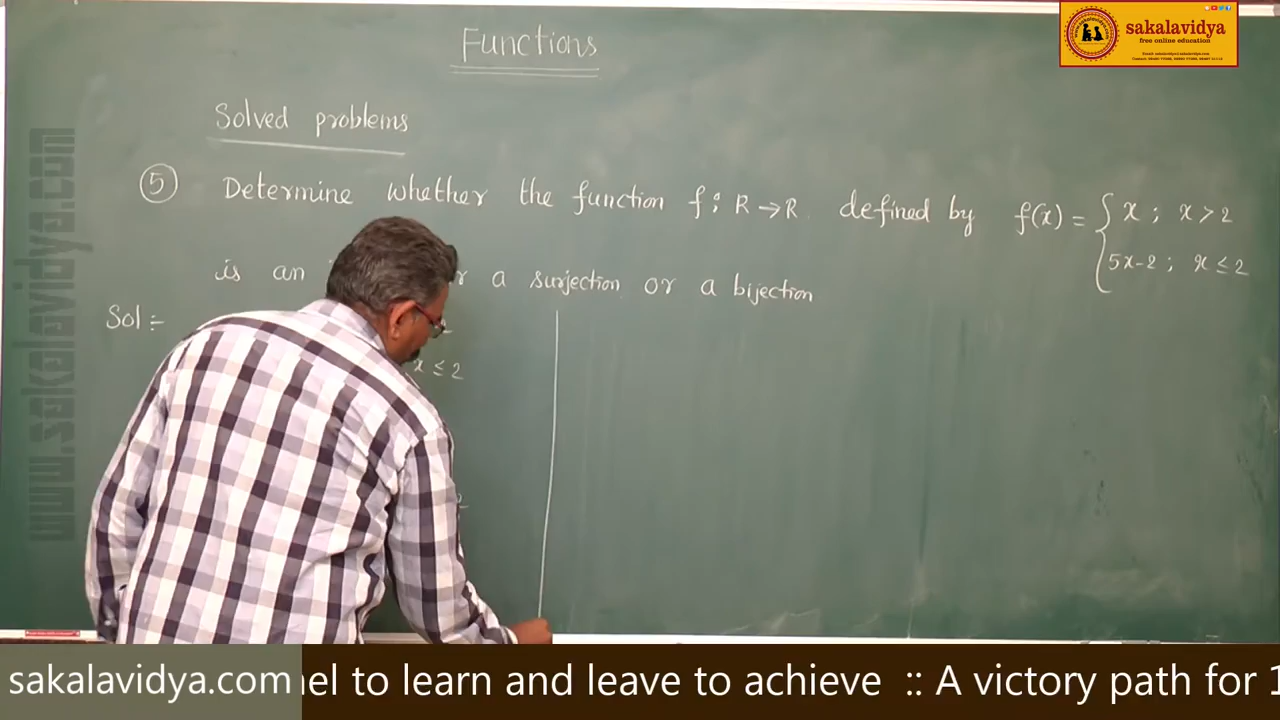 Functions
sakalavidya
free online education
Solved problems
5 Determine whether the function f : R → R defined by f(x) = { x ; x > 2
5x-2 ; x ≤ 2
is an a surjection or a bijection
Sol :-
x ≤ 2
www.sakalavidya.com
sakalavidya.com nel to learn and leave to achieve :: A victory path for 1